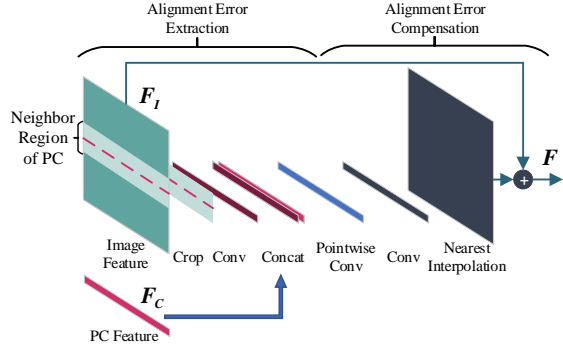 Alignment Error
Extraction
Alignment Error
Compensation
F_I
Neighbor
Region
of PC
F
+
Image
Feature
Crop
Conv
Concat
Pointwise
Conv
Conv
Nearest
Interpolation
F_C
PC Feature